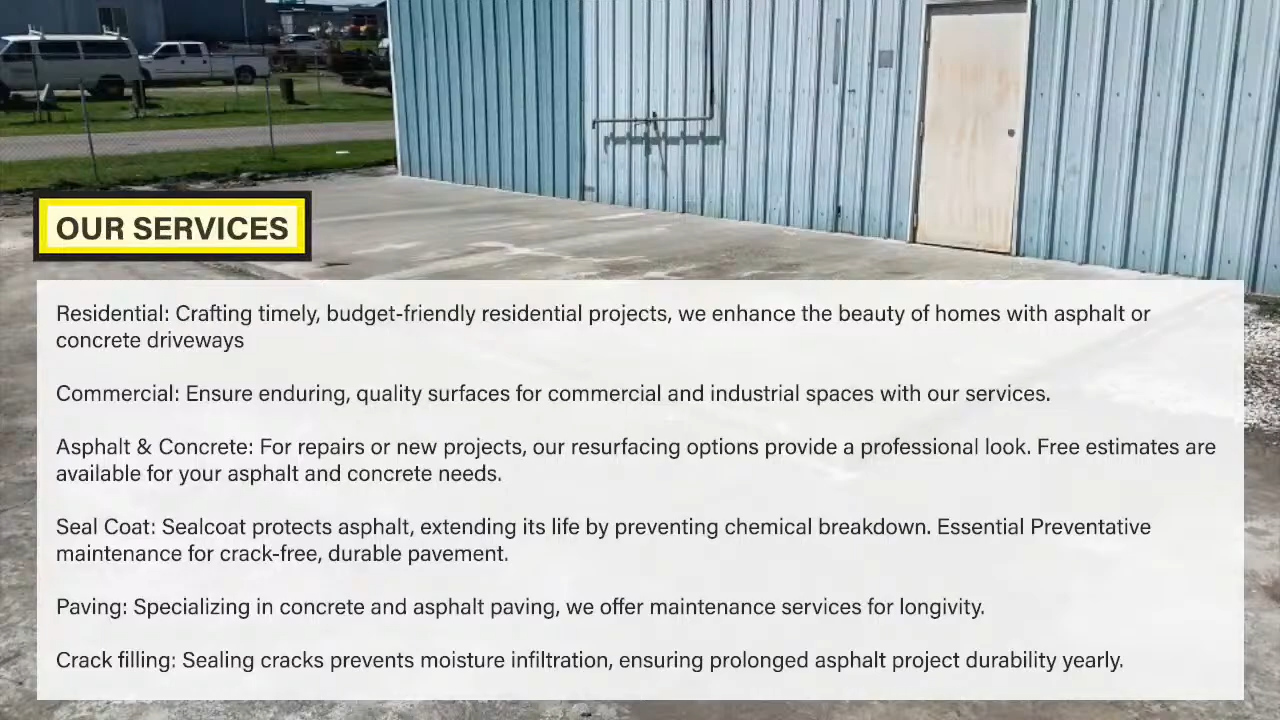 OUR SERVICES
Residential: Crafting timely, budget-friendly residential projects, we enhance the beauty of homes with asphalt or
concrete driveways
Commercial: Ensure enduring, quality surfaces for commercial and industrial spaces with our services.
Asphalt & Concrete: For repairs or new projects, our resurfacing options provide a professional look. Free estimates are
available for your asphalt and concrete needs.
Seal Coat: Sealcoat protects asphalt, extending its life by preventing chemical breakdown. Essential Preventative
maintenance for crack-free, durable pavement.
Paving: Specializing in concrete and asphalt paving, we offer maintenance services for longivity.
Crack filling: Sealing cracks prevents moisture infiltration, ensuring prolonged asphalt project durability yearly.